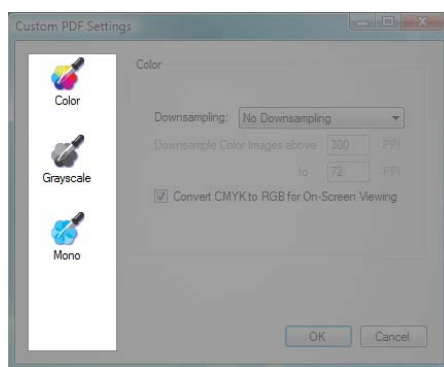 Custom PDF Settings
Color
Grayscale
Mono
Color
Downsampling: No Downsampling
Downsample Color Images above 300 PPI
to 72 PPI
Convert CMYK to RGB for On-Screen Viewing
OK Cancel